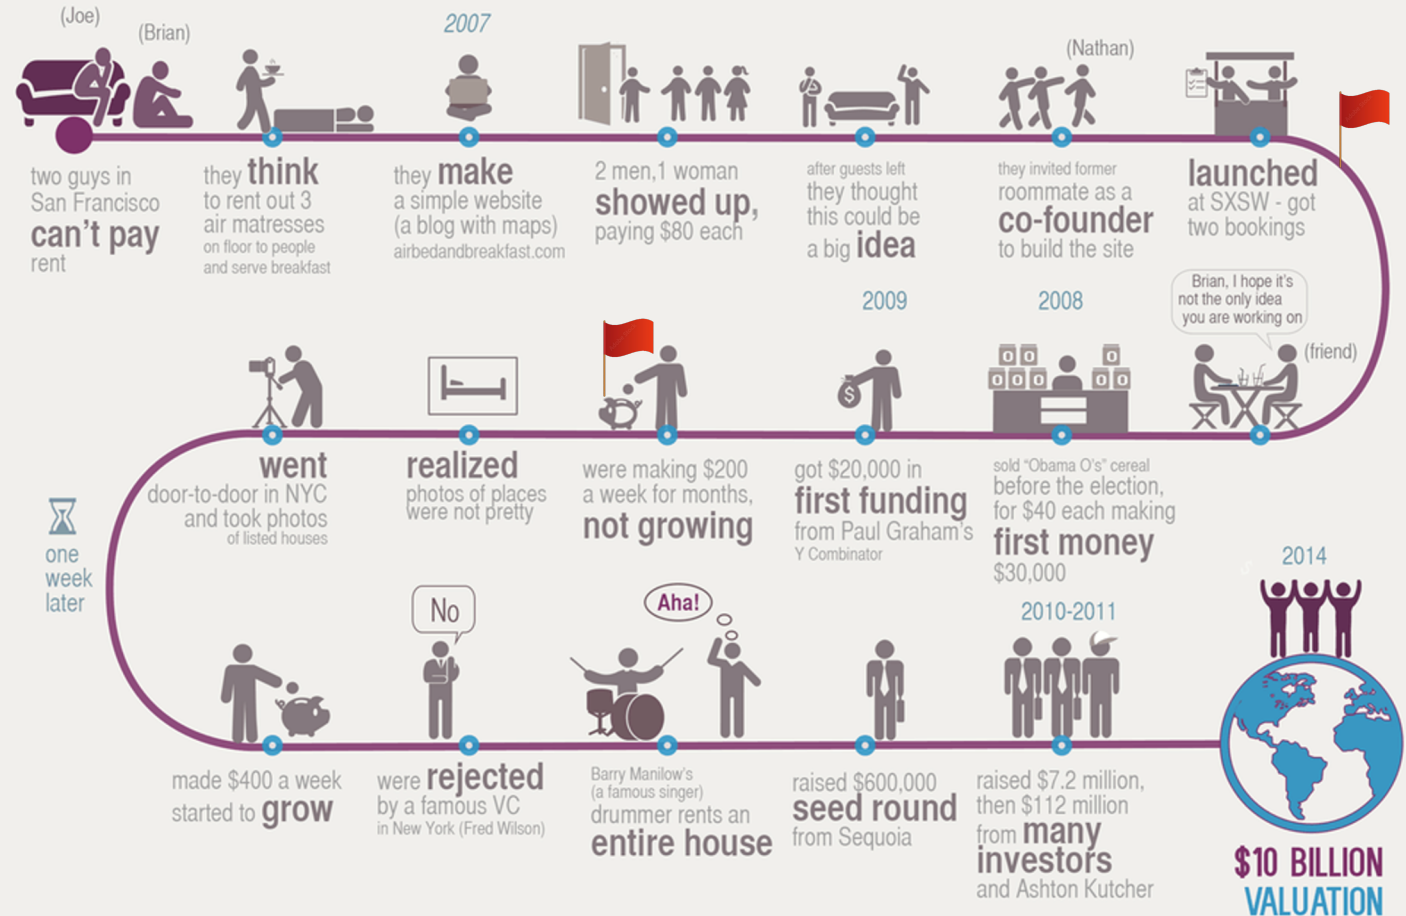 (Joe)
(Brian)
two guys in
San Francisco
can't pay
rent
they think
to rent out 3
air matresses
on floor to people
and serve breakfast
2007
they make
a simple website
(a blog with maps)
airbedandbreakfast.com
2 men,1 woman
showed up,
paying $80 each
after guests left
they thought
this could be
a big idea
(Nathan)
they invited former
roommate as a
co-founder
to build the site
launched
at SXSW - got
two bookings
Brian, I hope it's
not the only idea
you are working on
(friend)
2008
O O O
O O O O O
sold "Obama O's" cereal
before the election,
for $40 each making
first money
$30,000
2009
$
got $20,000 in
first funding
from Paul Graham's
Y Combinator
were making $200
a week for months,
not growing
realized
photos of places
were not pretty
went
door-to-door in NYC
and took photos
of listed houses
one
week
later
made $400 a week
started to grow
No
were rejected
by a famous VC
in New York (Fred Wilson)
Aha!
Barry Manilow's
(a famous singer)
drummer rents an
entire house
raised $600,000
seed round
from Sequoia
2010-2011
raised $7.2 million,
then $112 million
from many
investors
and Ashton Kutcher
2014
$10 BILLION
VALUATION